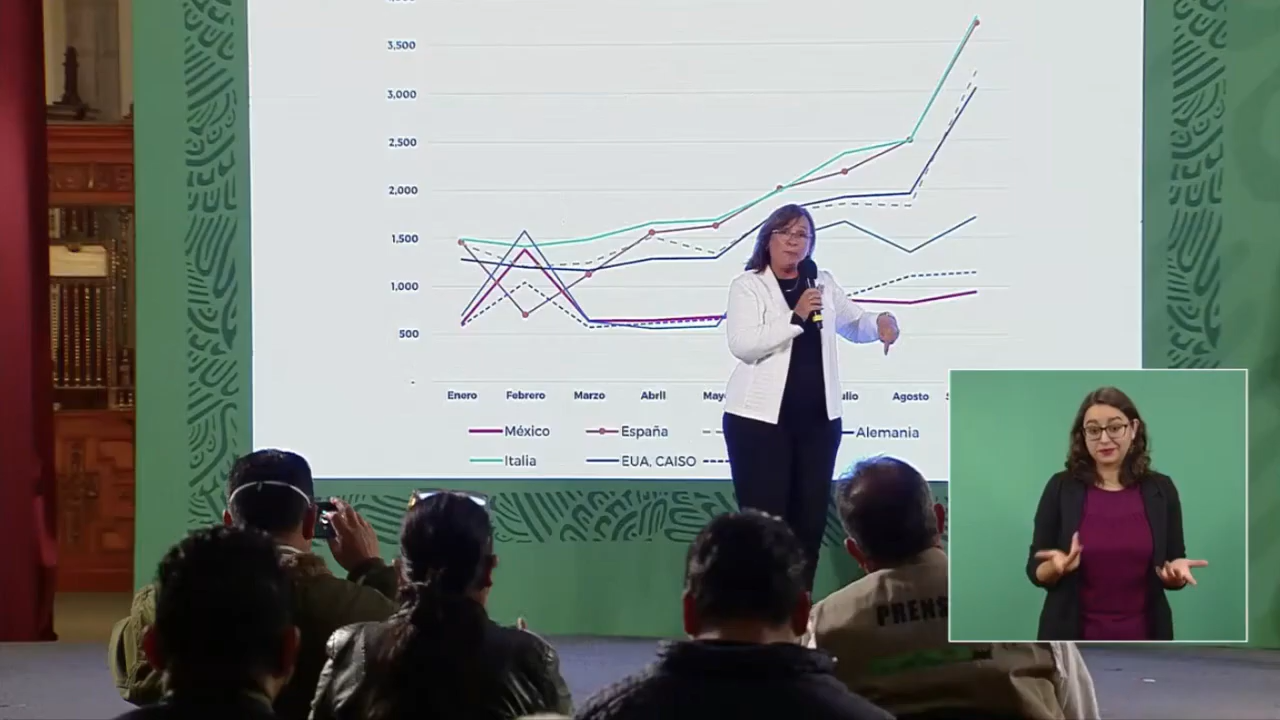 3,500
3,000
2,500
2,000
1,500
1,000
500
-
Enero Febrero Marzo Abril Agosto
México España Alemania
Italia EUA, CAISO